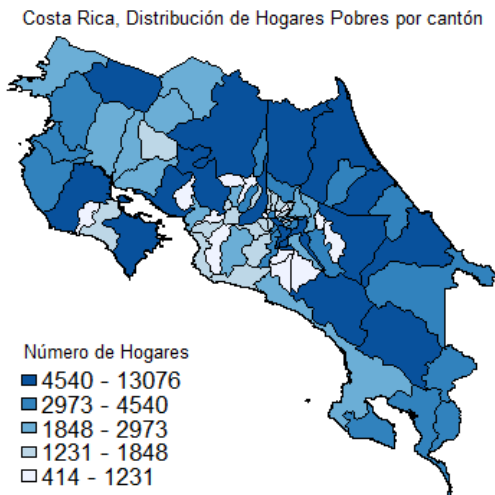 Costa Rica, Distribución de Hogares Pobres por cantón
Número de Hogares
4540 - 13076
2973 - 4540
1848 - 2973
1231 - 1848
414 - 1231